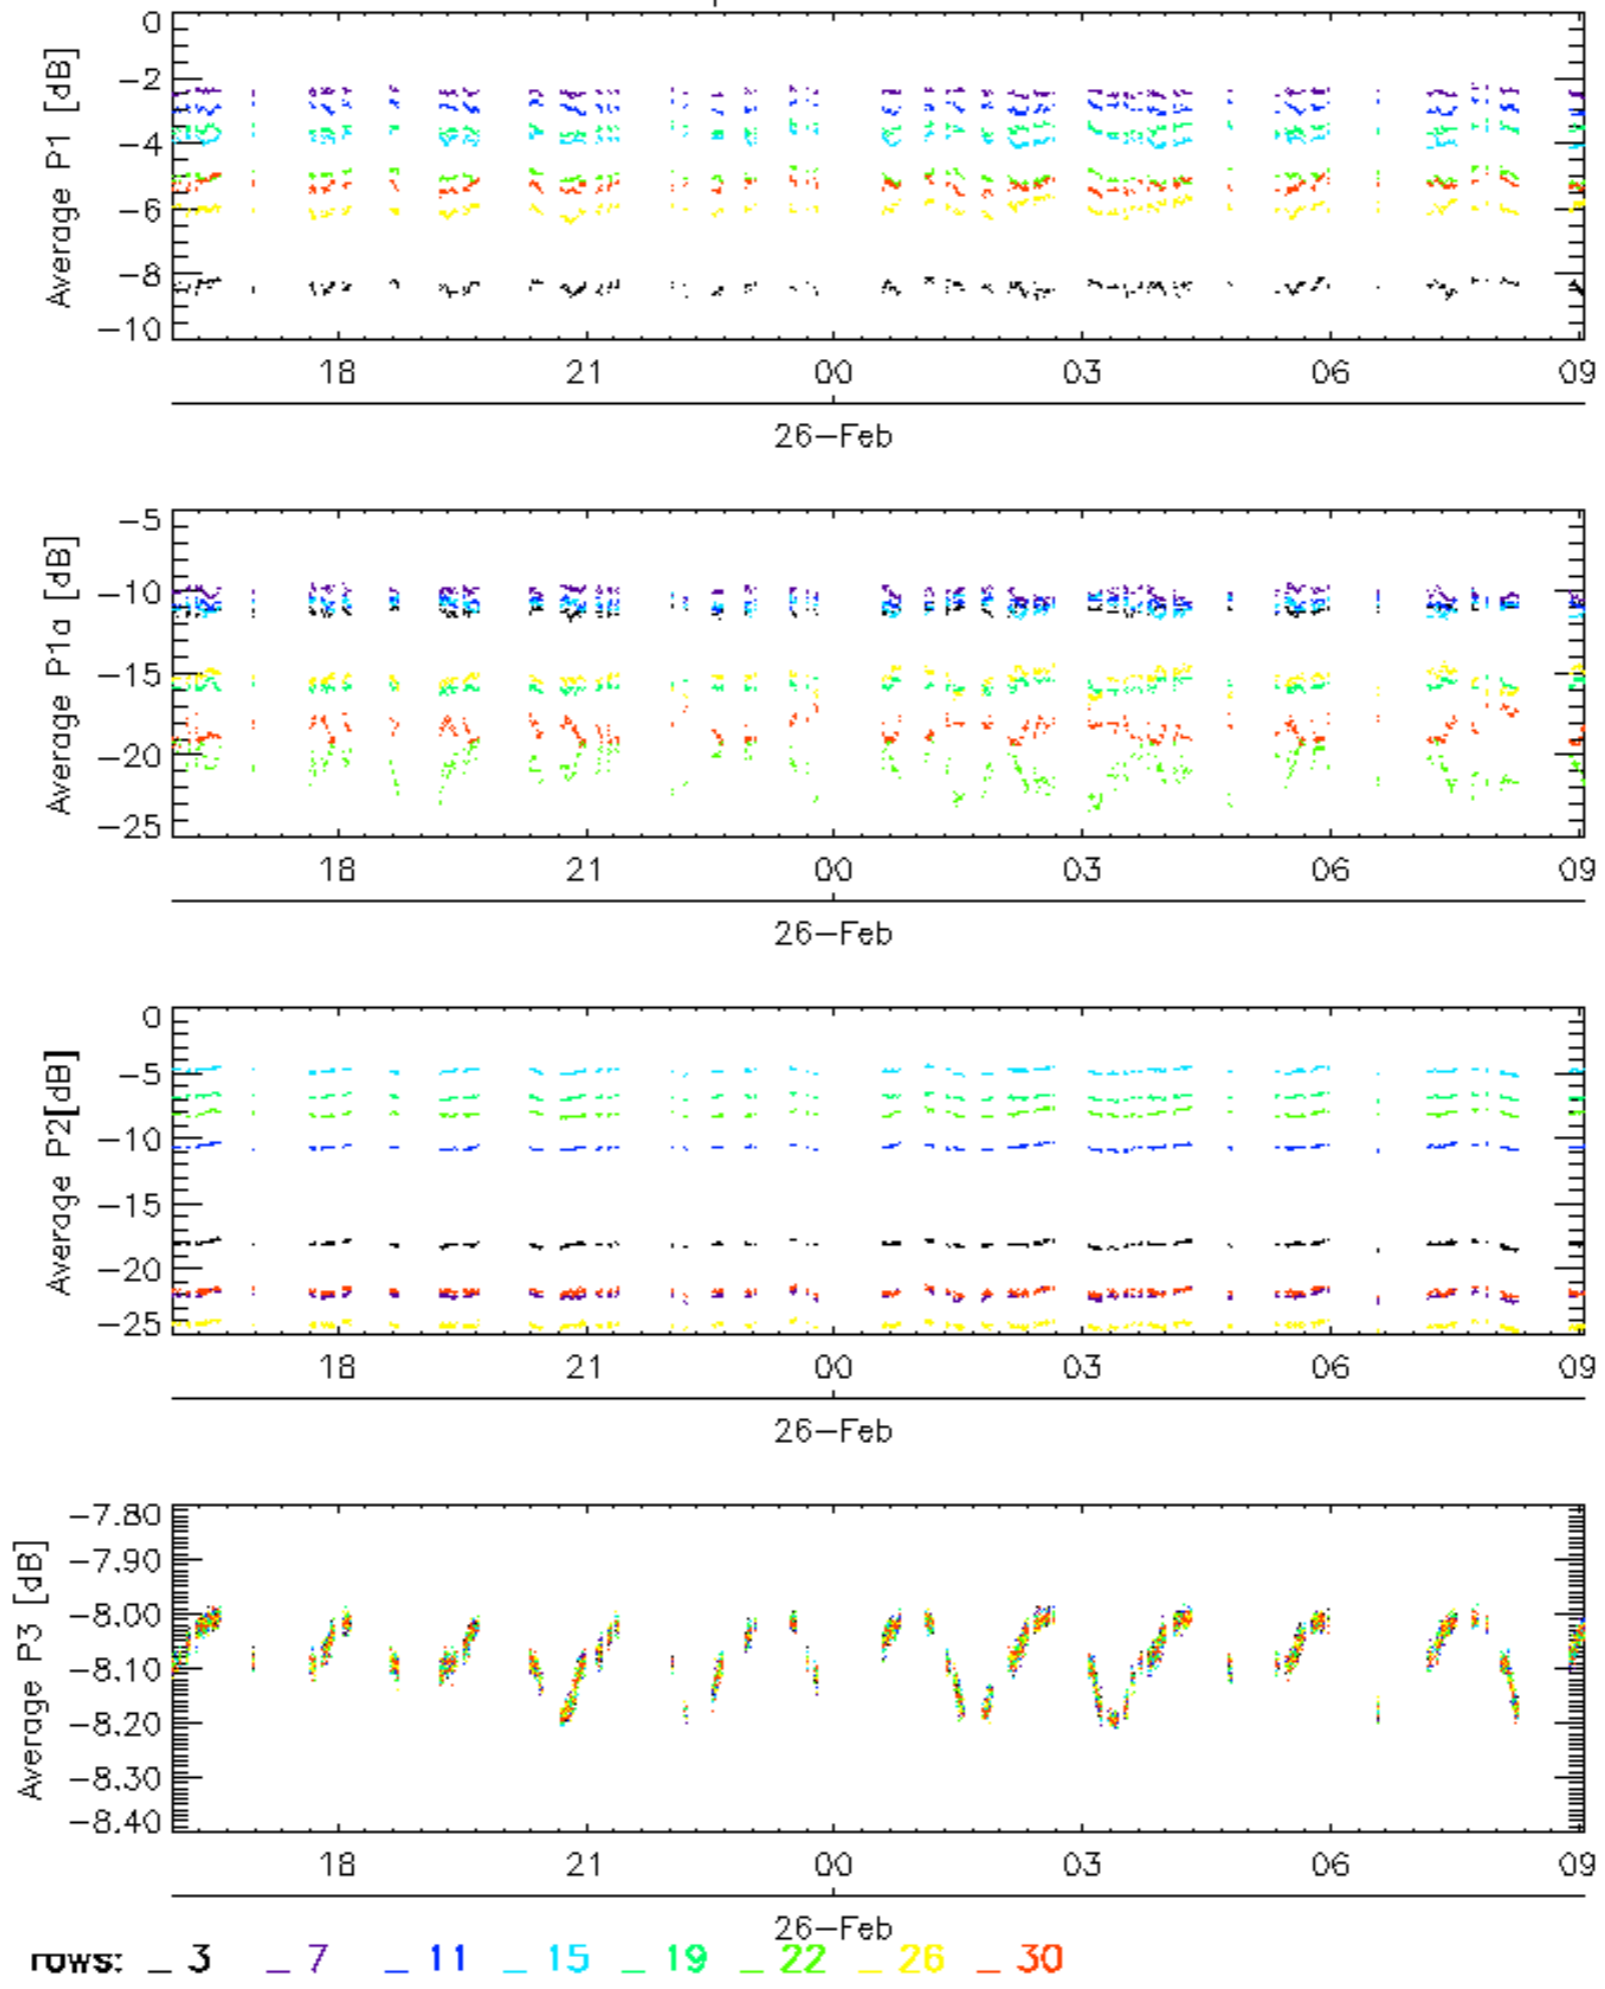 Average P1 [dB]
0
−2
−4
−6
−8
−10
18 21 00 03 06 09
26−Feb
Average P1a [dB]
−5
−10
−15
−20
−25
18 21 00 03 06 09
26−Feb
Average P2[dB]
0
−5
−10
−15
−20
−25
18 21 00 03 06 09
26−Feb
Average P3 [dB]
−7.80
−7.90
−8.00
−8.10
−8.20
−8.30
−8.40
18 21 00 03 06 09
26−Feb
rows: _ 3 _ 7 _ 11 _ 15 _ 19 _ 22 _ 26 _ 30